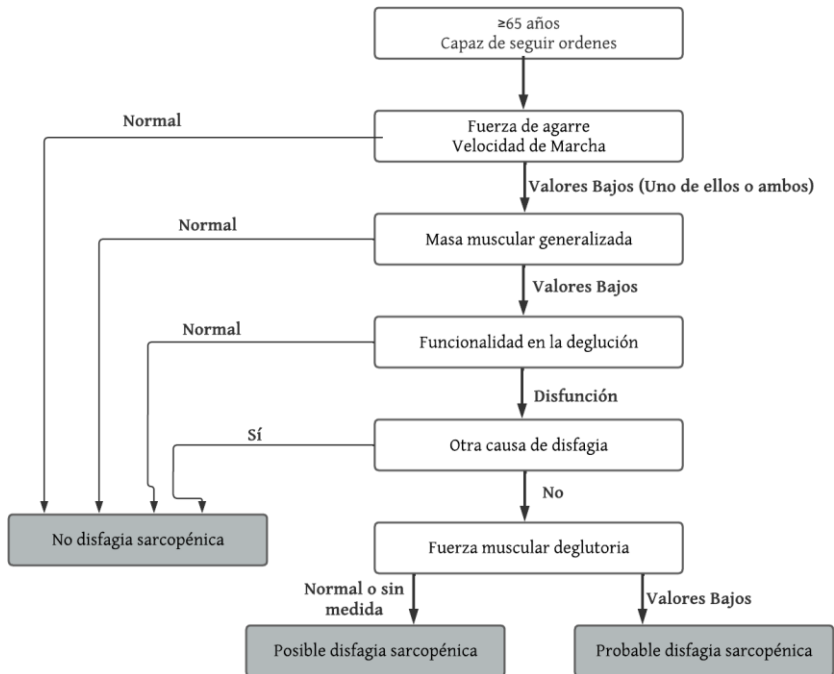 ≥65 años
Capaz de seguir ordenes
Normal
Fuerza de agarre
Velocidad de Marcha
Valores Bajos (Uno de ellos o ambos)
Normal
Masa muscular generalizada
Valores Bajos
Normal
Funcionalidad en la deglución
Disfunción
Sí
Otra causa de disfagia
No
No disfagia sarcopénica
Fuerza muscular deglutoria
Normal o sin
medida
Valores Bajos
Posible disfagia sarcopénica
Probable disfagia sarcopénica